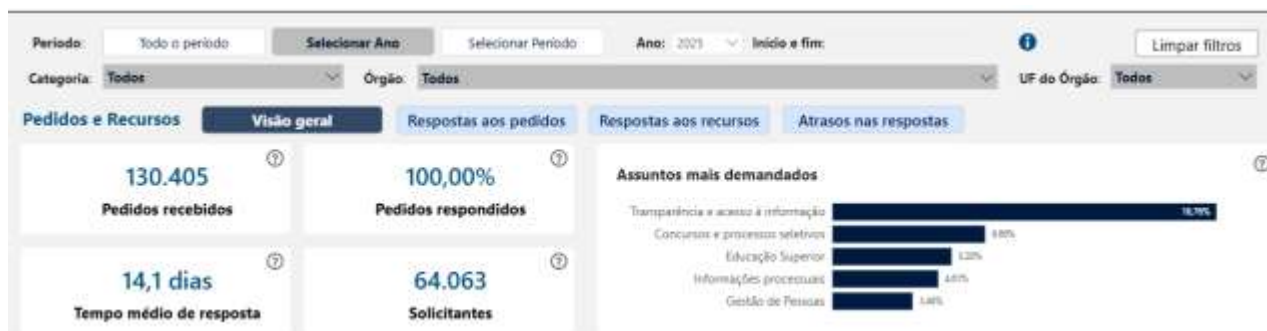 Período: Todo o período Selecionar Ano Selecionar Período Ano: 2025 Início e fim: Limpar filtros
Categoria: Todos Órgão: Todos UF do Órgão: Todos
Pedidos e Recursos Visão geral Respostas aos pedidos Respostas aos recursos Atrasos nas respostas
130.405
Pedidos recebidos
100,00%
Pedidos respondidos
14,1 dias
Tempo médio de resposta
64.063
Solicitantes
Assuntos mais demandados
Transparência e acesso à informação
Concursos e processos seletivos
Educação Superior
Informações processuais
Gestão de Pessoas